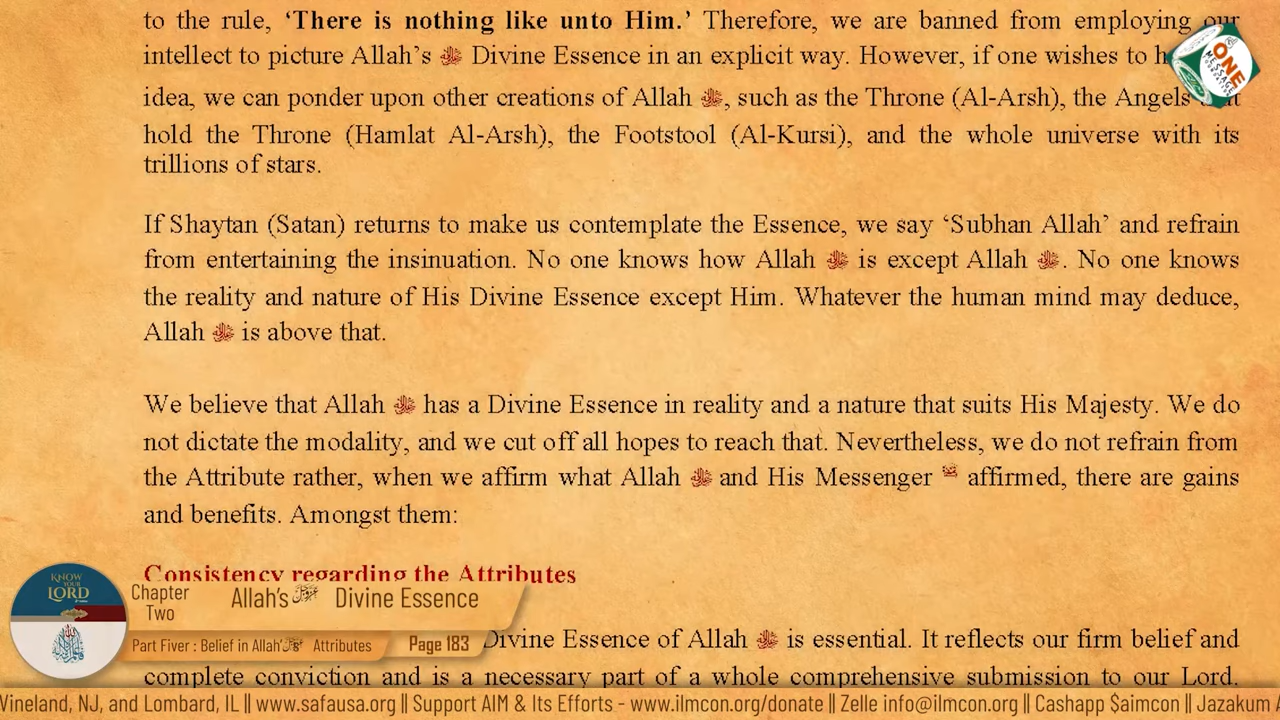 to the rule, ‘There is nothing like unto Him.’ Therefore, we are banned from employing our
intellect to picture Allah’s ﷻ Divine Essence in an explicit way. However, if one wishes to
idea, we can ponder upon other creations of Allah ﷻ, such as the Throne (Al-Arsh), the Angels
hold the Throne (Hamlat Al-Arsh), the Footstool (Al-Kursi), and the whole universe with its
trillions of stars.
ONE
MESSAGE
If Shaytan (Satan) returns to make us contemplate the Essence, we say ‘Subhan Allah’ and refrain
from entertaining the insinuation. No one knows how Allah ﷻ is except Allah ﷻ. No one knows
the reality and nature of His Divine Essence except Him. Whatever the human mind may deduce,
Allah ﷻ is above that.
We believe that Allah ﷻ has a Divine Essence in reality and a nature that suits His Majesty. We do
not dictate the modality, and we cut off all hopes to reach that. Nevertheless, we do not refrain from
the Attribute rather, when we affirm what Allah ﷻ and His Messenger ﷺ affirmed, there are gains
and benefits. Amongst them:
Consistency regarding the Attributes
Divine Essence of Allah ﷻ is essential. It reflects our firm belief and
complete conviction and is a necessary part of a whole comprehensive submission to our Lord.
KNOW
YOUR
LORD
Chapter
Two
Allah’s Divine Essence
Part Fiver : Belief in Allah’s Attributes
Page 183
Vineland, NJ, and Lombard, IL || www.safausa.org || Support AIM & Its Efforts - www.ilmcon.org/donate || Zelle info@ilmcon.org || Cashapp $aimcon || Jazakum